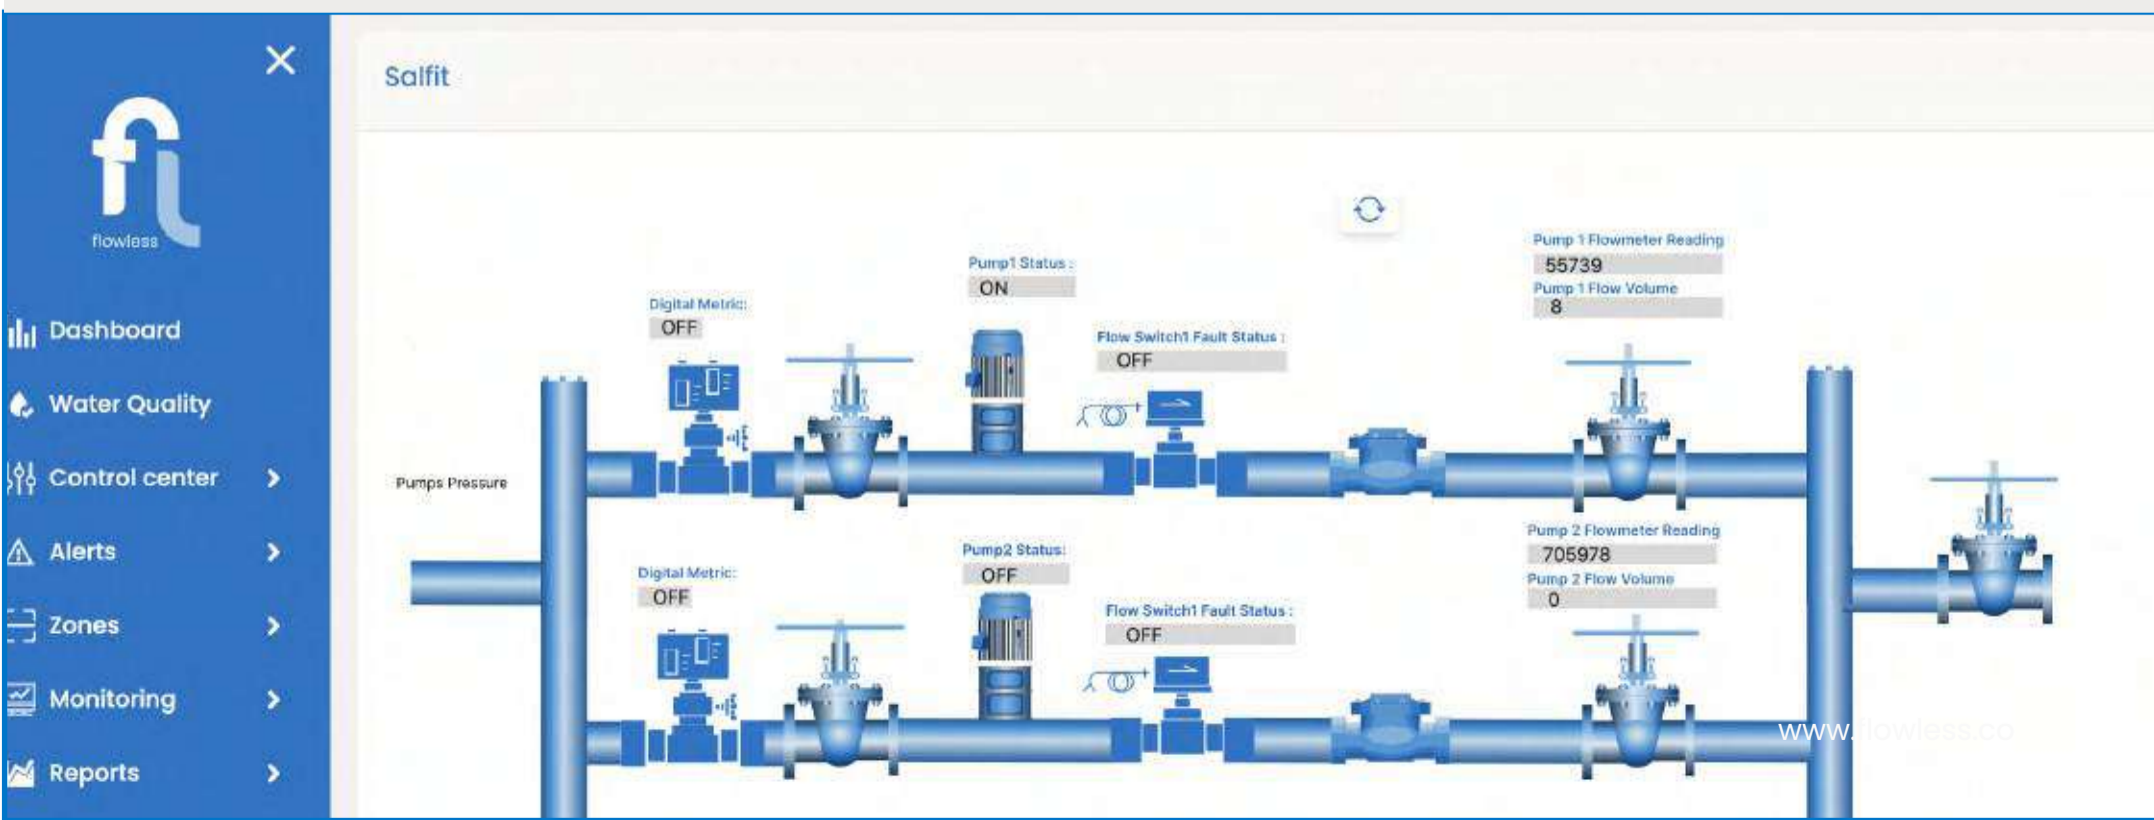 Salfit
flowless
Dashboard
Water Quality
Control center
Alerts
Zones
Monitoring
Reports
Pump 1 Flowmeter Reading
55739
Pump 1 Flow Volume
8
Pump1 Status :
ON
Digital Metric:
OFF
Flow Switch1 Fault Status :
OFF
Pumps Pressure
Pump 2 Flowmeter Reading
705978
Pump 2 Flow Volume
0
Pump2 Status:
OFF
Digital Metric:
OFF
Flow Switch1 Fault Status :
OFF
www.flowless.co